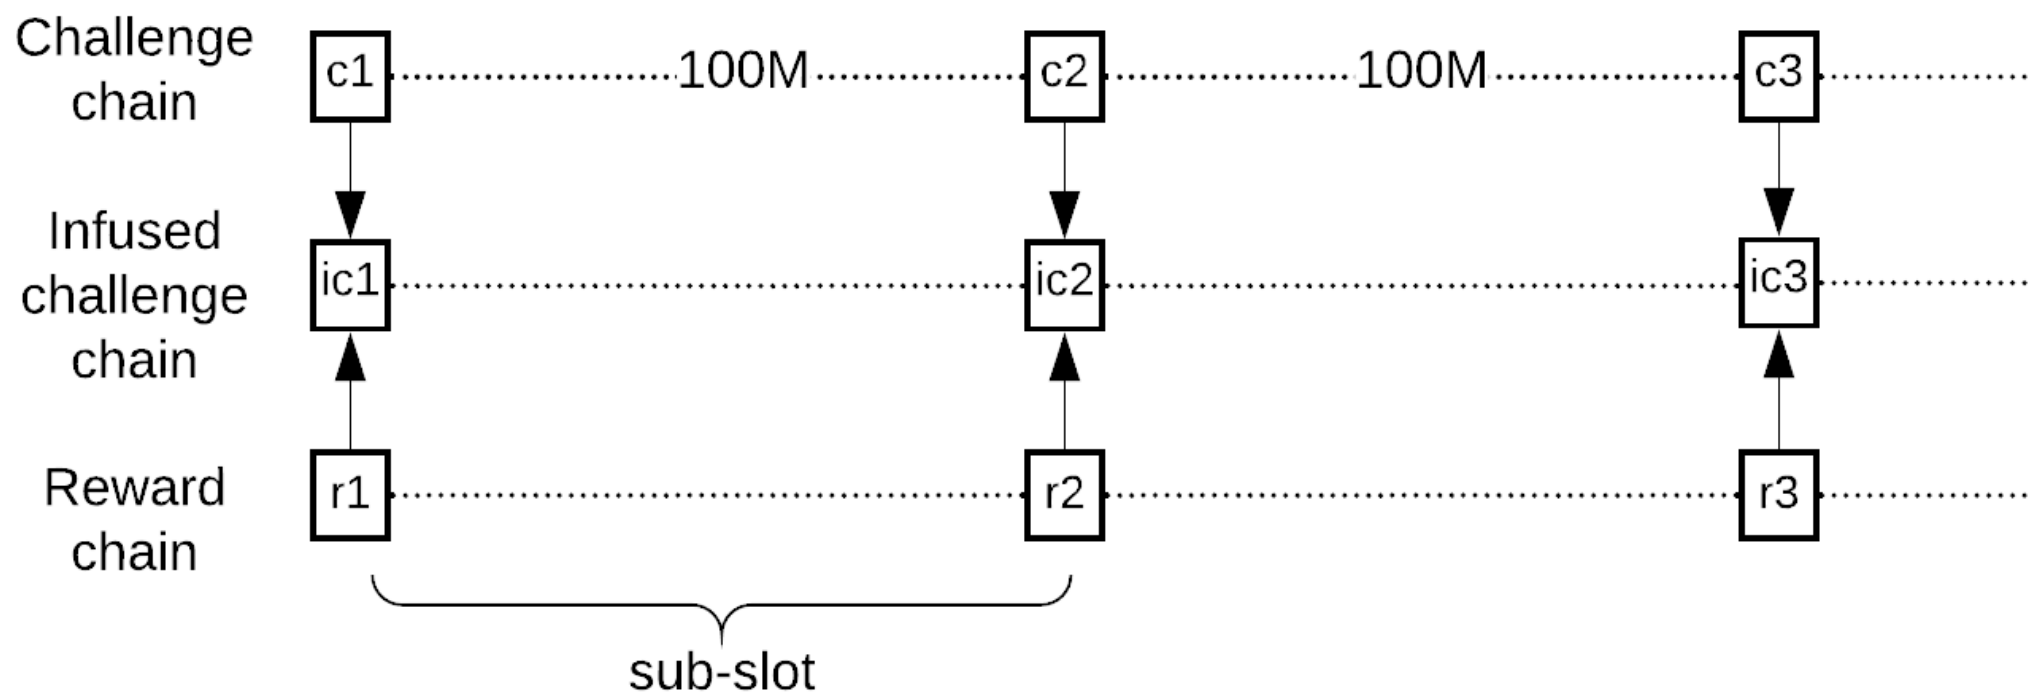 Challenge
chain
c1 100M c2 100M c3
Infused
challenge
chain
ic1 ic2 ic3
Reward
chain
r1 r2 r3
sub-slot